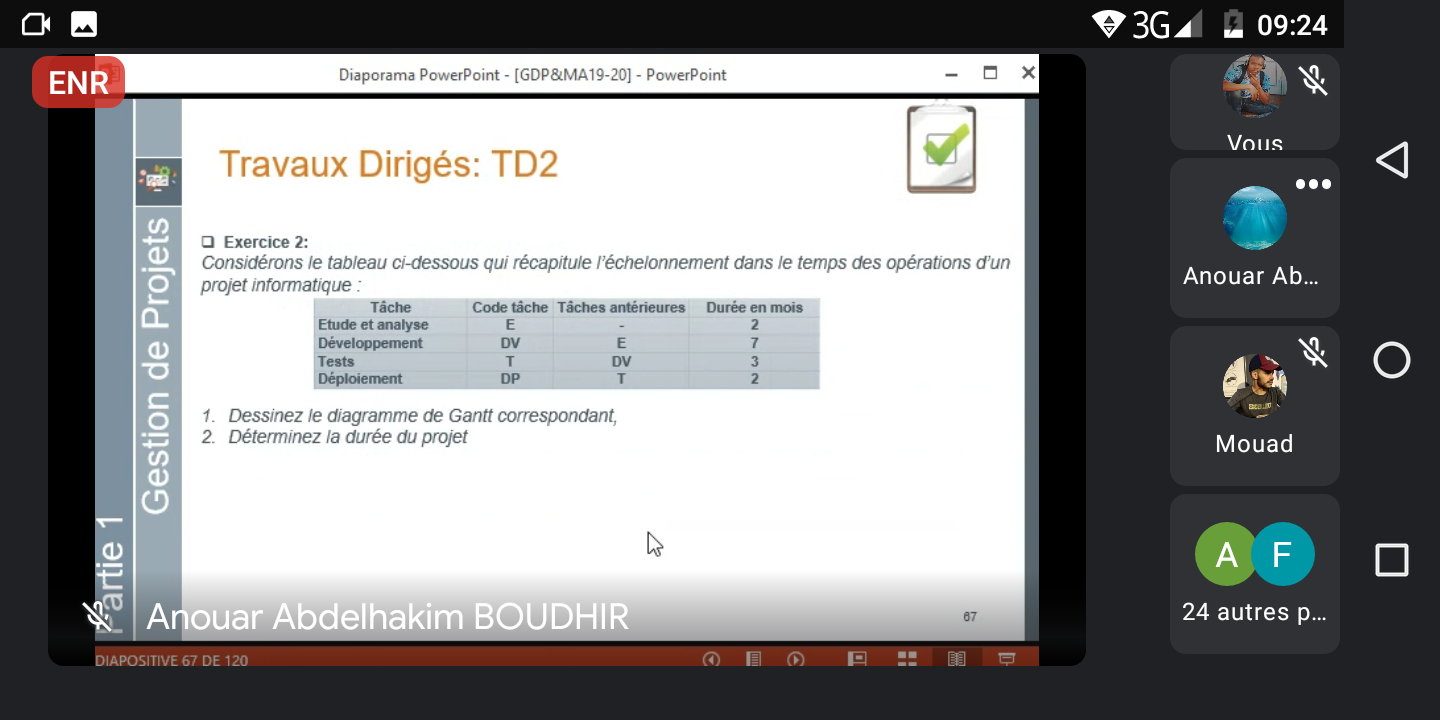 3G 09:24
ENR
Diaporama PowerPoint - [GDP&MA19-20] - PowerPoint
Partie 1
Gestion de Projets
Travaux Dirigés: TD2
Exercice 2:
Considérons le tableau ci-dessous qui récapitule l'échelonnement dans le temps des opérations d'un
projet informatique :
Tâche Code tâche Tâches antérieures Durée en mois
Etude et analyse E - 2
Développement DV E 7
Tests T DV 3
Déploiement DP T 2
1. Dessinez le diagramme de Gantt correspondant,
2. Déterminez la durée du projet
Anouar Abdelhakim BOUDHIR
67
DIAPOSITIVE 67 DE 120
Vous
Anouar Ab...
Mouad
A F
24 autres p...